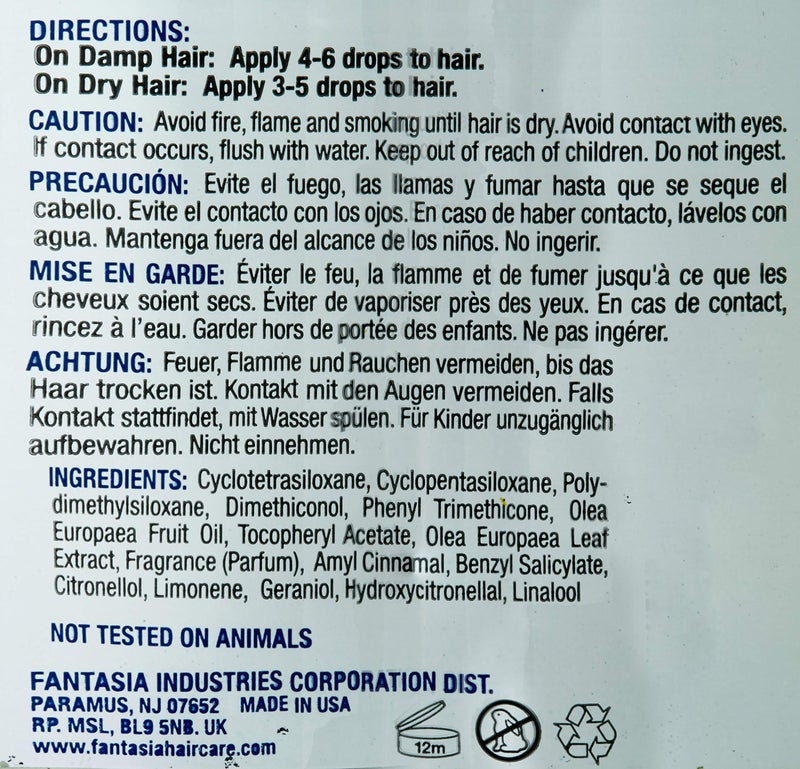 DIRECTIONS:
On Damp Hair: Apply 4-6 drops to hair.
On Dry Hair: Apply 3-5 drops to hair.
CAUTION: Avoid fire, flame and smoking until hair is dry. Avoid contact with eyes.
If contact occurs, flush with water. Keep out of reach of children. Do not ingest.
PRECAUCIÓN: Evite el fuego, las llamas y fumar hasta que se seque el
cabello. Evite el contacto con los ojos. En caso de haber contacto, lávelos con
agua. Mantenga fuera del alcance de los niños. No ingerir.
MISE EN GARDE: Éviter le feu, la flamme et de fumer jusqu'à ce que les
cheveux soient secs. Éviter de vaporiser près des yeux. En cas de contact,
rincez à l'eau. Garder hors de portée des enfants. Ne pas ingérer.
ACHTUNG: Feuer, Flamme und Rauchen vermeiden, bis das
Haar trocken ist. Kontakt mit den Augen vermeiden. Falls
Kontakt stattfindet, mit Wasser spülen. Für Kinder unzugänglich
aufbewahren. Nicht einnehmen.
INGREDIENTS: Cyclotetrasiloxane, Cyclopentasiloxane, Poly-
dimethylsiloxane, Dimethiconol, Phenyl Trimethicone, Olea
Europaea Fruit Oil, Tocopheryl Acetate, Olea Europaea Leaf
Extract, Fragrance (Parfum), Amyl Cinnamal, Benzyl Salicylate,
Citronellol, Limonene, Geraniol, Hydroxycitronellal, Linalool
NOT TESTED ON ANIMALS
FANTASIA INDUSTRIES CORPORATION DIST.
PARAMUS, NJ 07652 MADE IN USA
RP. MSL, BL9 5NB. UK
www.fantasiahaircare.com
12m